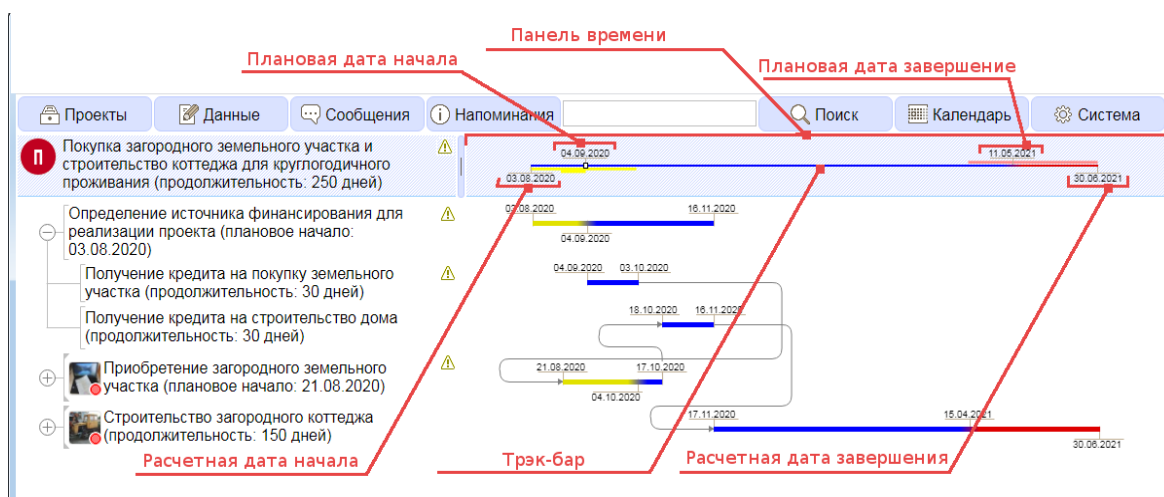 Панель времени
Плановая дата начала
Плановая дата завершение
Проекты
Данные
Сообщения
Напоминания
Поиск
Календарь
Система
П
Покупка загородного земельного участка и
строительство коттеджа для круглогодичного
проживания (продолжительность: 250 дней)
04.09.2020
11.05.2021
03.08.2020
30.06.2021
Определение источника финансирования для
реализации проекта (плановое начало:
03.08.2020)
03.08.2020
16.11.2020
04.09.2020
Получение кредита на покупку земельного
участка (продолжительность: 30 дней)
04.09.2020
03.10.2020
Получение кредита на строительство дома
(продолжительность: 30 дней)
18.10.2020
16.11.2020
Приобретение загородного земельного
участка (плановое начало: 21.08.2020)
21.08.2020
17.10.2020
04.10.2020
Строительство загородного коттеджа
(продолжительность: 150 дней)
17.11.2020
15.04.2021
30.06.2021
Расчетная дата начала
Трэк-бар
Расчетная дата завершения